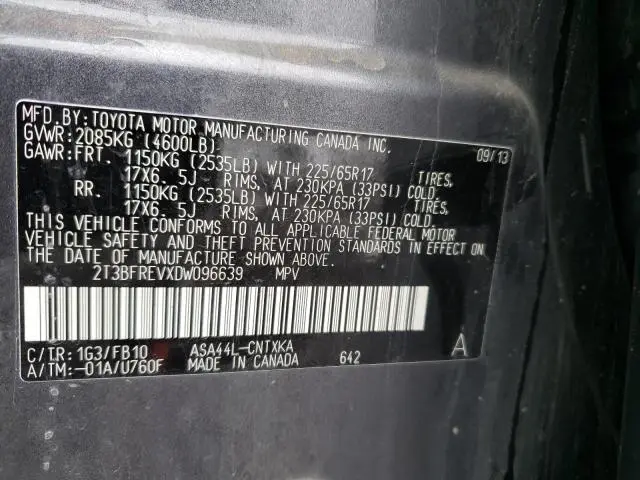 MFD.BY:TOYOTA MOTOR MANUFACTURING CANADA INC.
GVWR:2085KG (4600LB) 09/13
GAWR:FRT. 1150KG (2535LB) WITH 225/65R17 TIRES,
17X6. 5J RIMS, AT 230KPA (33PSI) COLD.
RR. 1150KG (2535LB) WITH 225/65R17 TIRES,
17X6. 5J RIMS, AT 230KPA (33PSI) COLD.
THIS VEHICLE CONFORMS TO ALL APPLICABLE FEDERAL MOTOR
VEHICLE SAFETY AND THEFT PREVENTION STANDARDS IN EFFECT ON
THE DATE OF MANUFACTURE SHOWN ABOVE.
2T3BFREVXDW096639 MPV
C/TR: 1G3/FB10 ASA44L-CNTXKA A
A/TM:-01A/U760F MADE IN CANADA 642